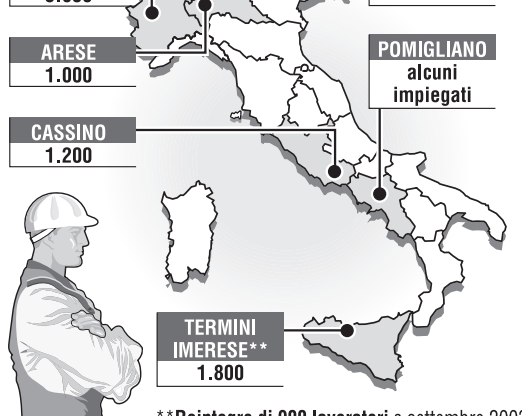 ARESE
1.000
POMIGLIANO
alcuni
impiegati
CASSINO
1.200
TERMINI
IMERESE**
1.800